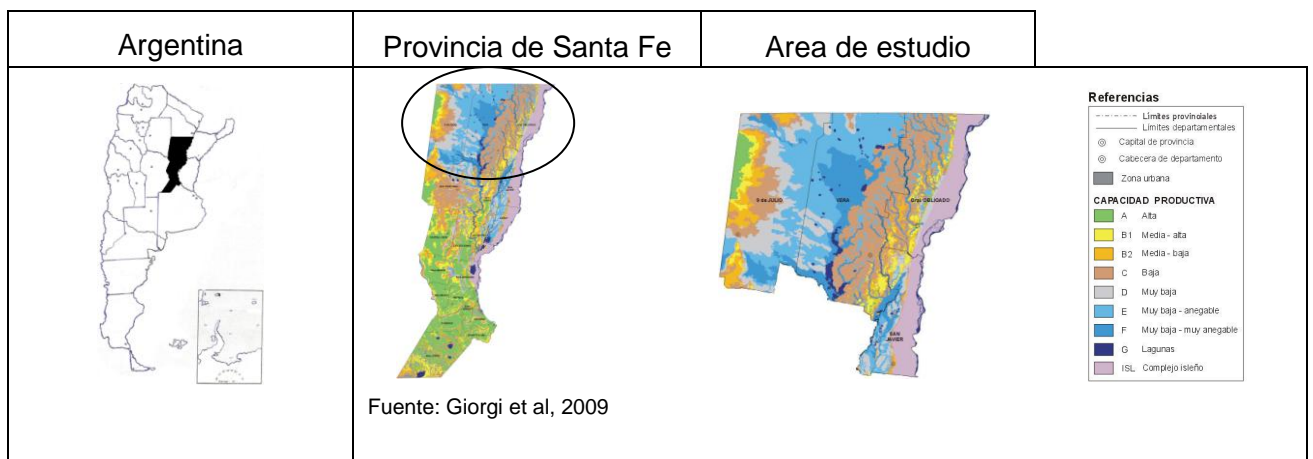 Argentina
Provincia de Santa Fe
Area de estudio
9 de JULIO
VERA
Gral. OBLIGADO
SAN
JAVIER
Referencias
Límites provinciales
Límites departamentales
Capital de provincia
Cabecera de departamento
Zona urbana
CAPACIDAD PRODUCTIVA
A Alta
B1 Media - alta
B2 Media - baja
C Baja
D Muy baja
E Muy baja - anegable
F Muy baja - muy anegable
G Lagunas
ISL Complejo isleño
Fuente: Giorgi et al, 2009